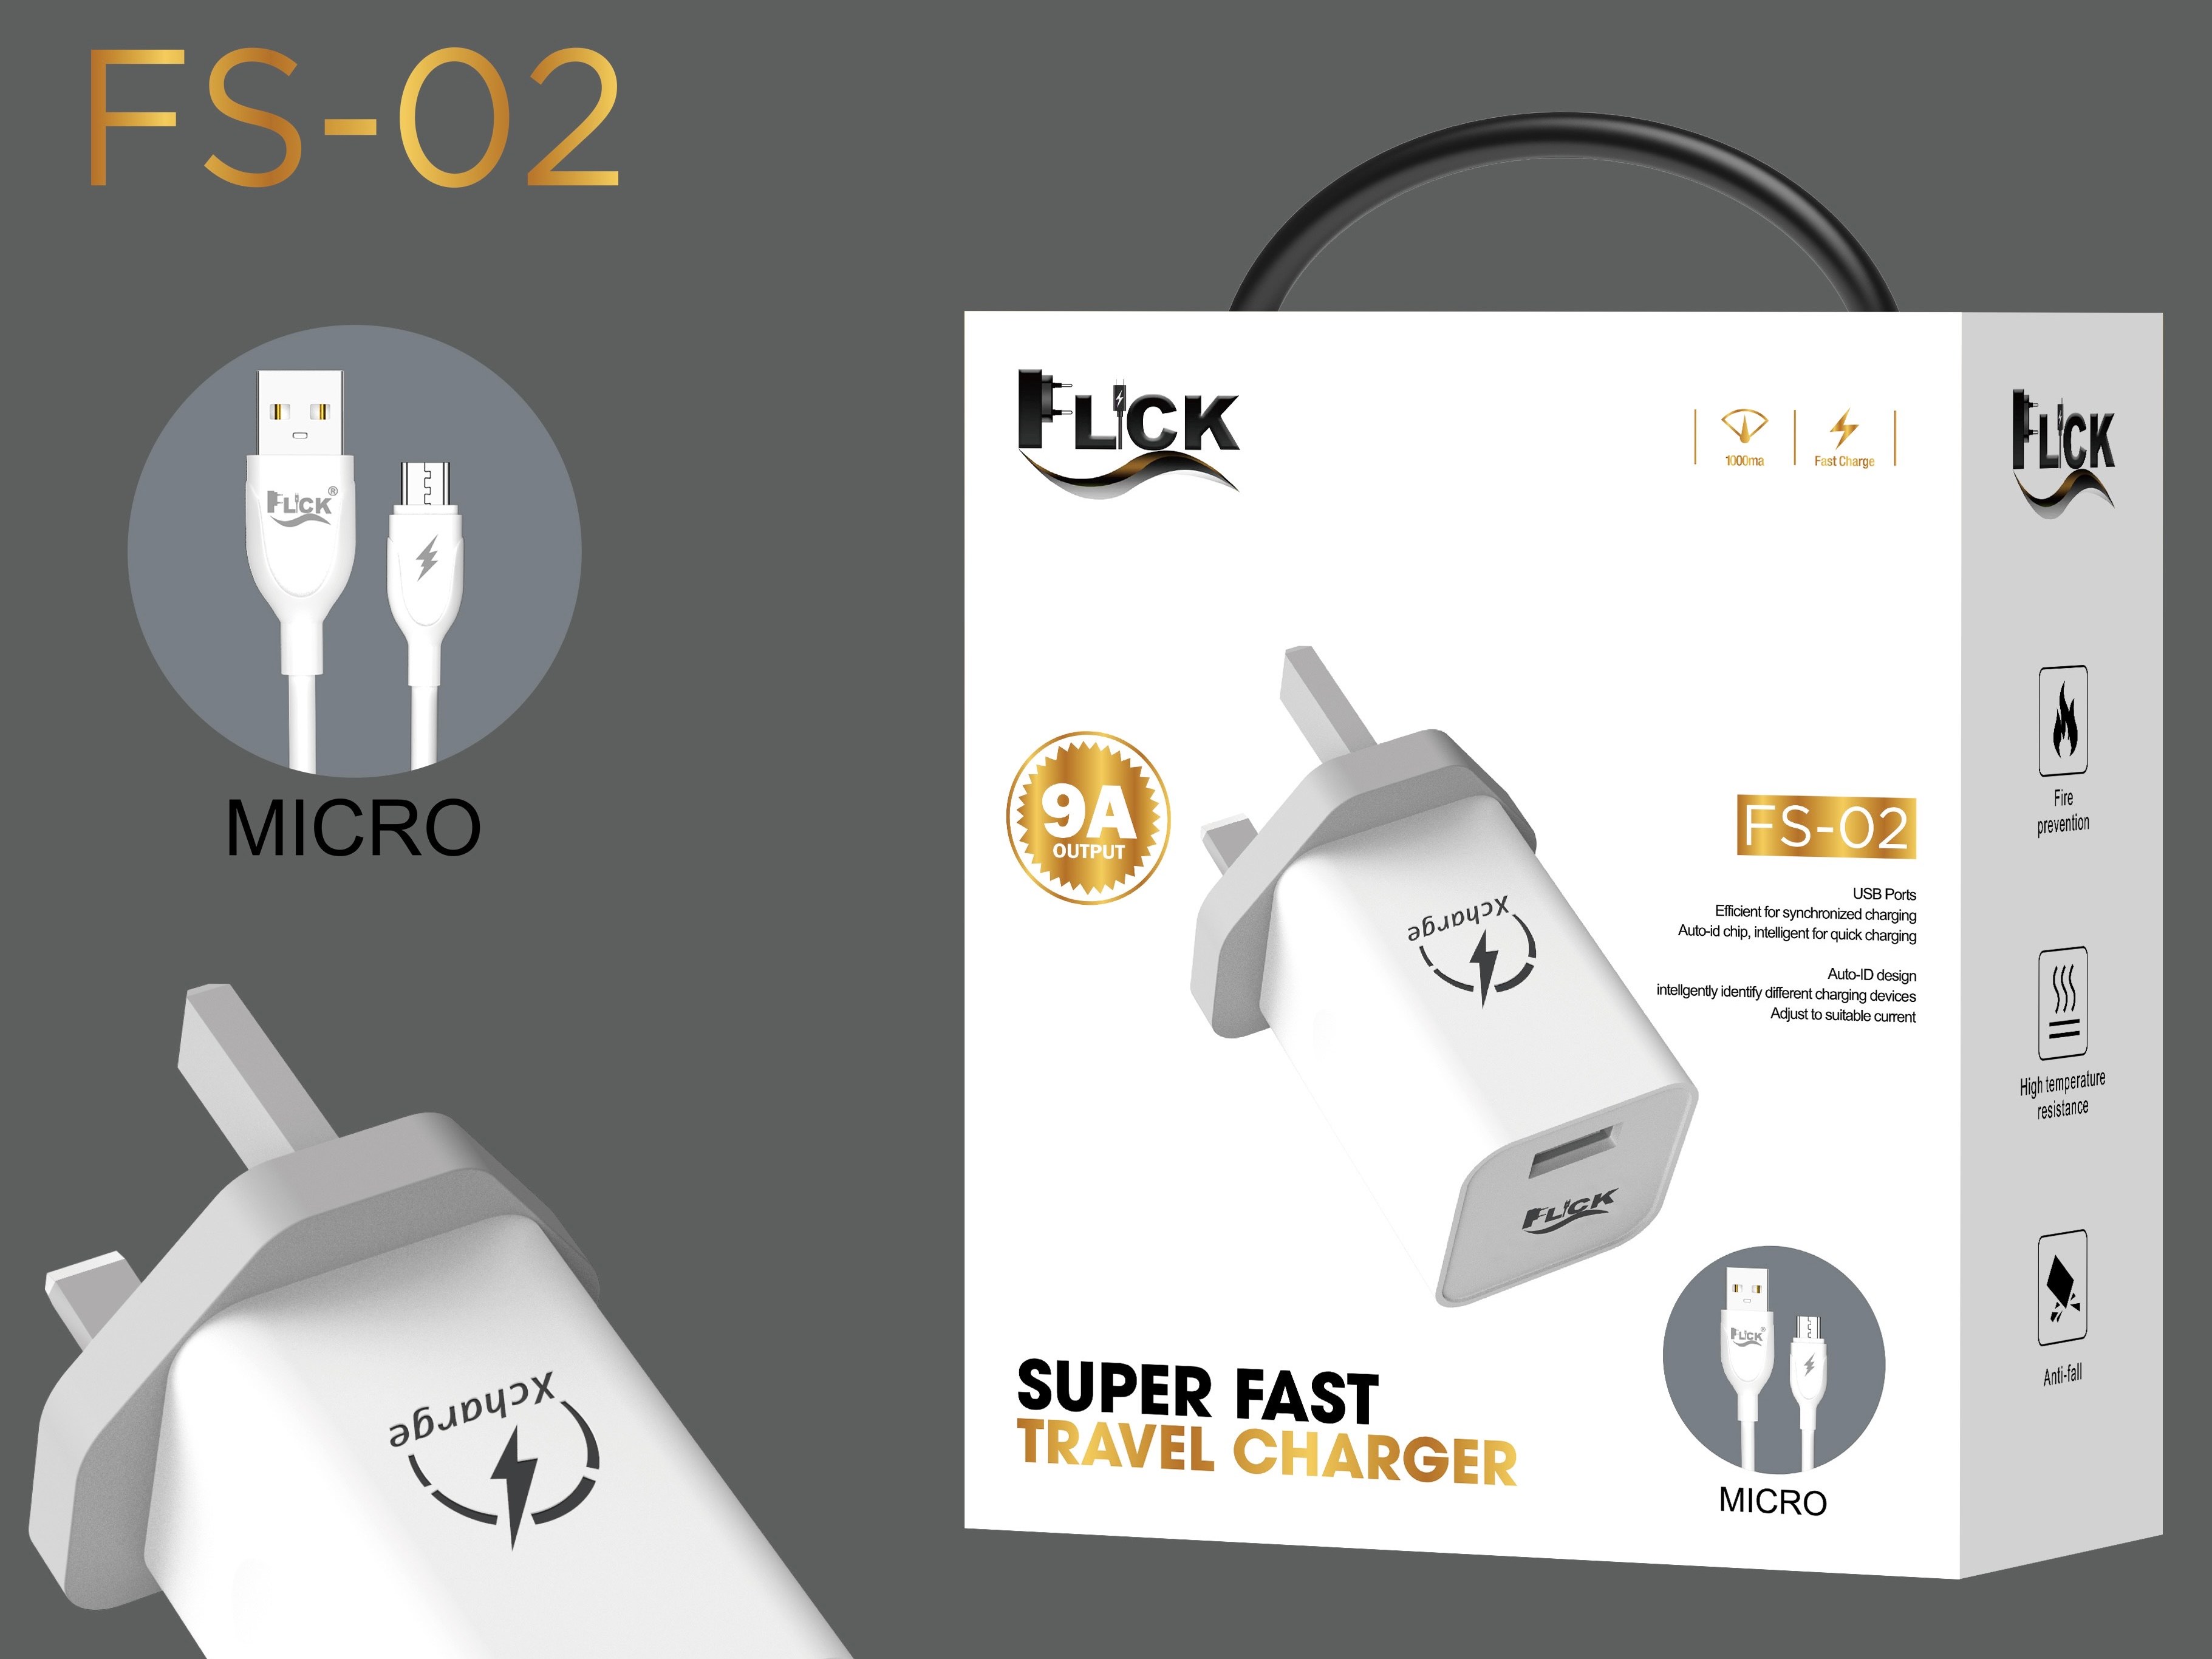 FS-02
FLICK®
MICRO
Xcharge
FLICK
1000ma
Fast Charge
9A
OUTPUT
Xcharge
FLICK
FS-02
USB Ports
Efficient for synchronized charging
Auto-id chip, intelligent for quick charging
Auto-ID design
intellgently identify different charging devices
Adjust to suitable current
SUPER FAST
TRAVEL CHARGER
FLICK®
MICRO
FLICK
Fire
prevention
High temperature
resistance
Anti-fall